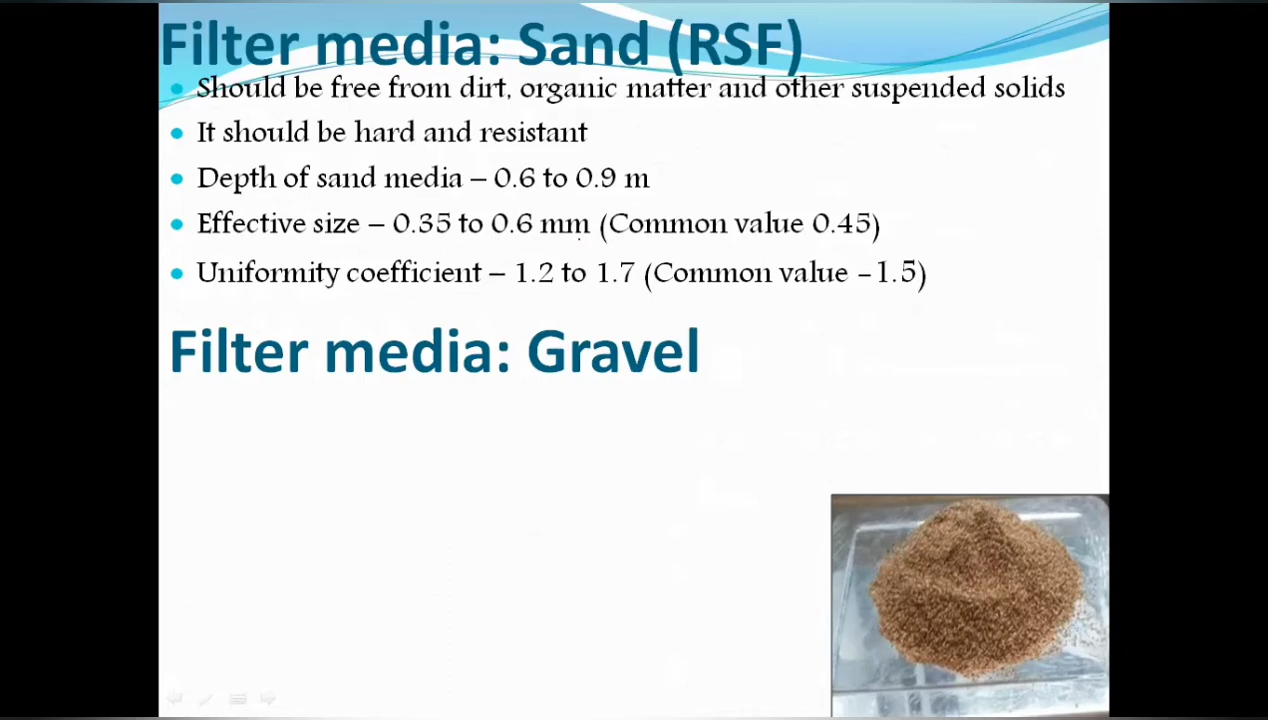 Filter media: Sand (RSF)
Should be free from dirt, organic matter and other suspended solids
It should be hard and resistant
Depth of sand media – 0.6 to 0.9 m
Effective size – 0.35 to 0.6 mm (Common value 0.45)
Uniformity coefficient – 1.2 to 1.7 (Common value – 1.5)
Filter media: Gravel